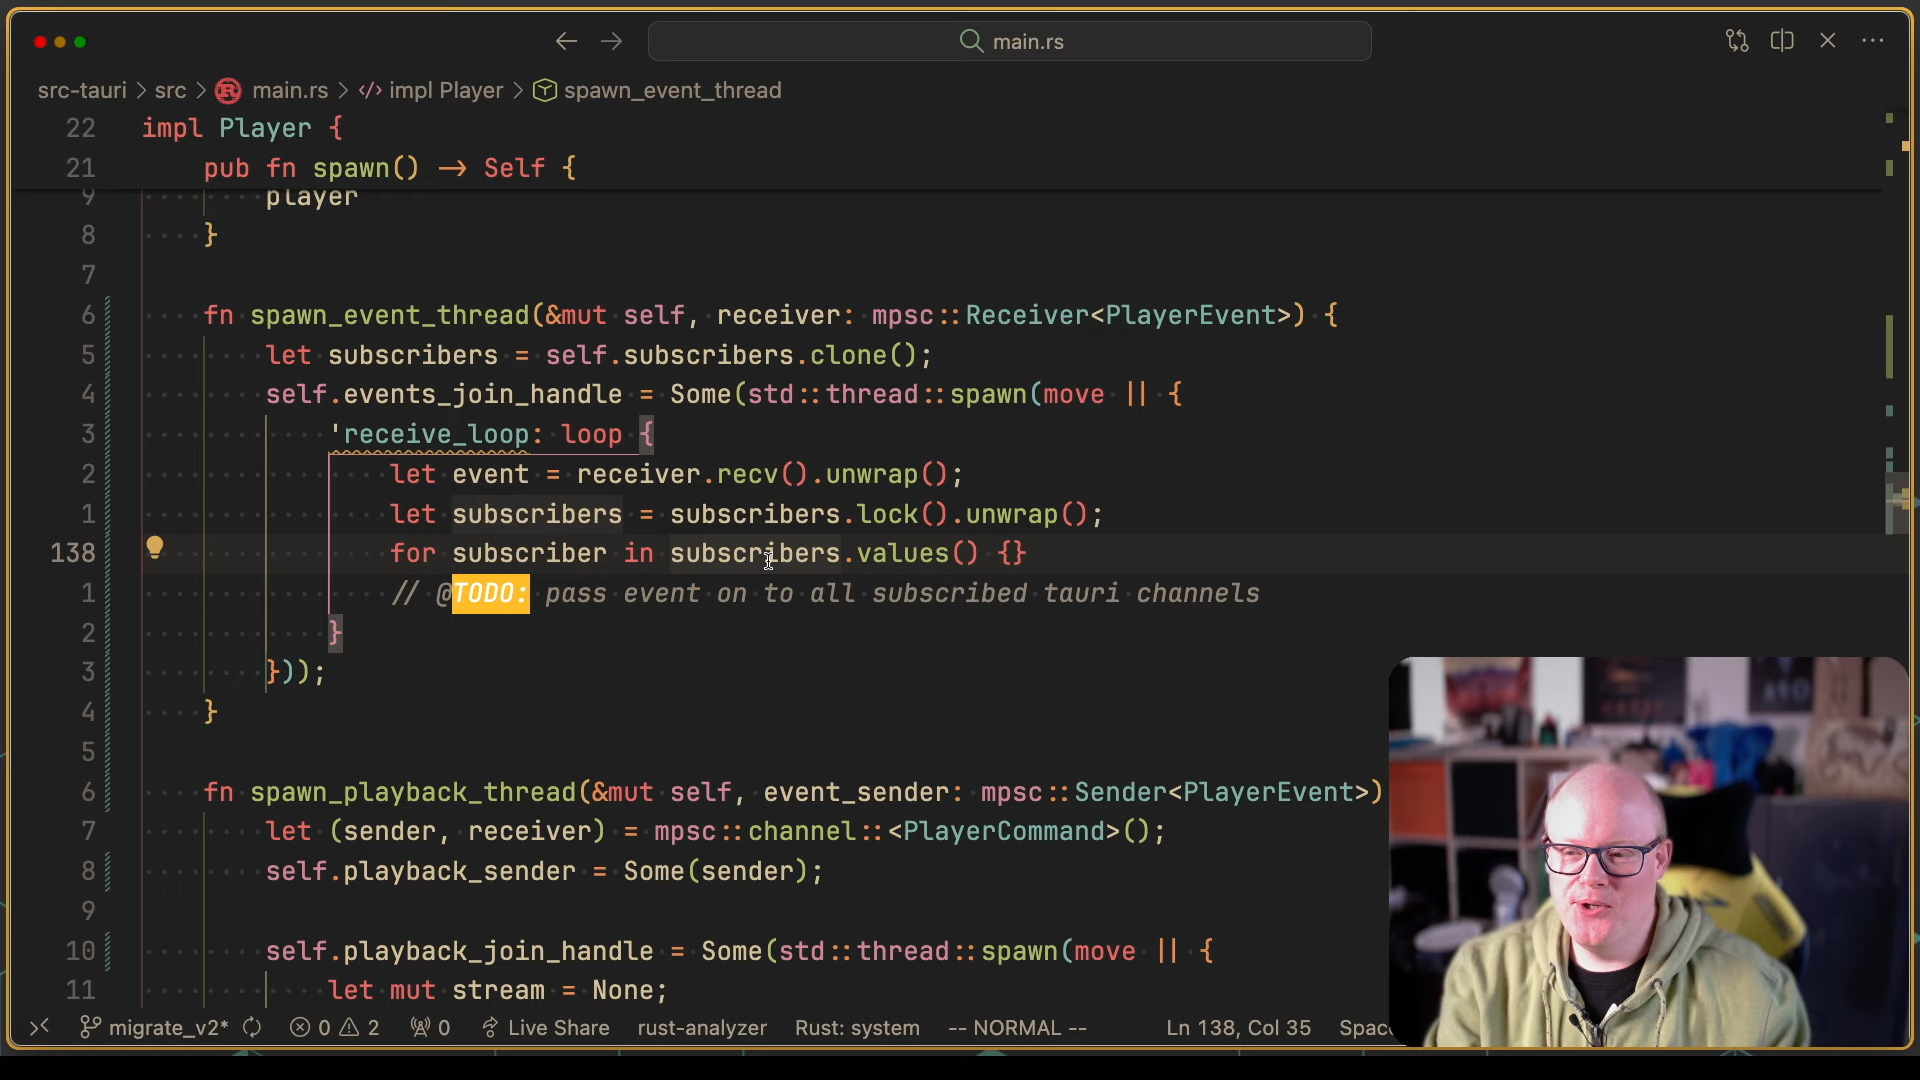 main.rs
src-tauri > src > main.rs > impl Player > spawn_event_thread
22 impl Player {
21 pub fn spawn() -> Self {
9 player
8 }
7
6 fn spawn_event_thread(&mut self, receiver: mpsc::Receiver<PlayerEvent>) {
5 let subscribers = self.subscribers.clone();
4 self.events_join_handle = Some(std::thread::spawn(move || {
3 'receive_loop: loop {
2 let event = receiver.recv().unwrap();
1 let subscribers = subscribers.lock().unwrap();
138 for subscriber in subscribers.values() {}
1 // @TODO: pass event on to all subscribed tauri channels
2 }
3 }));
4 }
5
6 fn spawn_playback_thread(&mut self, event_sender: mpsc::Sender<PlayerEvent>)
7 let (sender, receiver) = mpsc::channel::<PlayerCommand>();
8 self.playback_sender = Some(sender);
9
10 self.playback_join_handle = Some(std::thread::spawn(move || {
11 let mut stream = None;
migrate_v2* 0 2 0 Live Share rust-analyzer Rust: system -- NORMAL -- Ln 138, Col 35 Spac